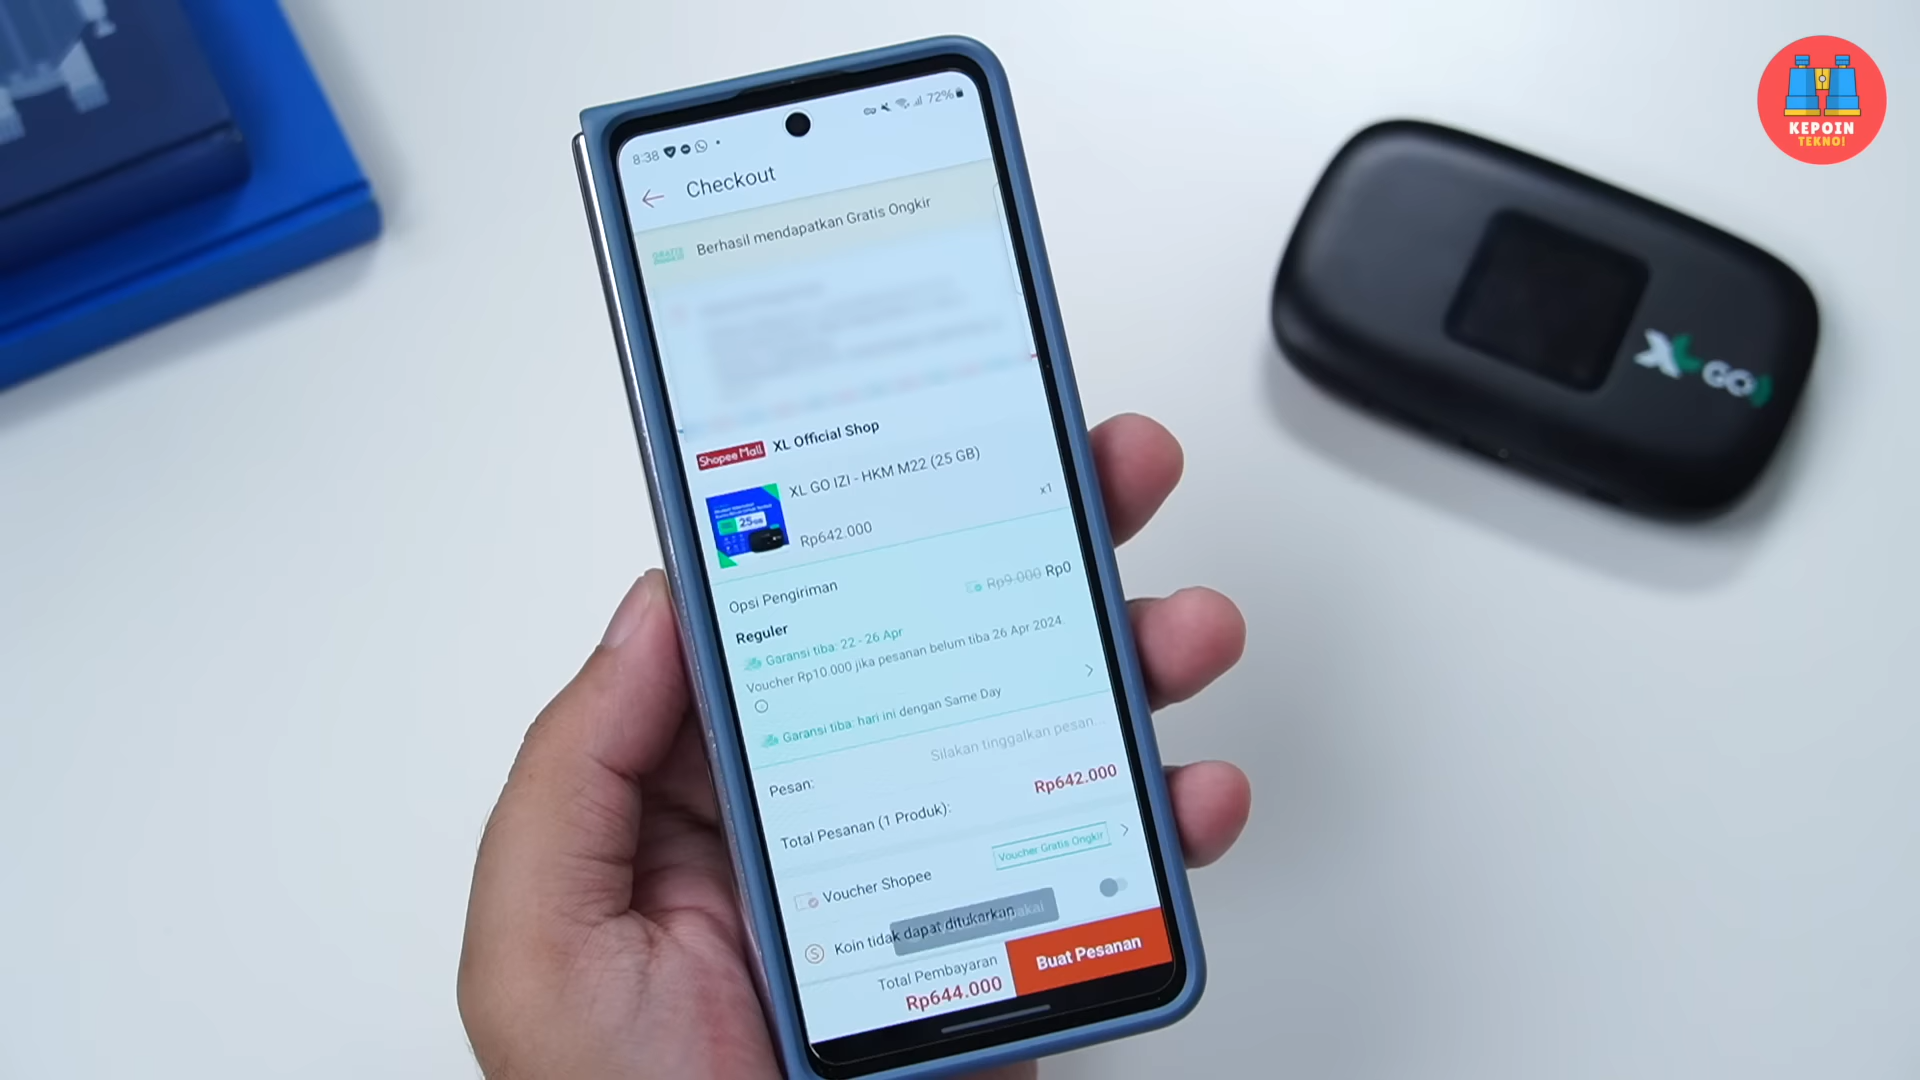 KEPOIN
TEKNO!
8:38
72%
Checkout
GRATIS
Berhasil mendapatkan Gratis Ongkir
Shopee Mall XL Official Shop
XL GO IZI - HKM M22 (25 GB)
25GB
x1
Rp642.000
Opsi Pengiriman
Rp9.000 Rp0
Reguler
Garansi tiba: 22 - 26 Apr
Voucher Rp10.000 jika pesanan belum tiba 26 Apr 2024.
Garansi tiba: hari ini dengan Same Day
Pesan:
Silakan tinggalkan pesan...
Total Pesanan (1 Produk):
Rp642.000
Voucher Shopee
Voucher Gratis Ongkir
Koin tidak dapat ditukarkan
Total Pembayaran
Rp644.000
Buat Pesanan
XL GO